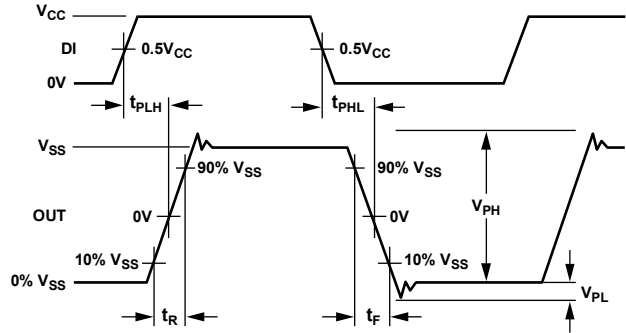 VCC
DI
0.5VCC
0.5VCC
0V
tPLH
tPHL
VSS
90% VSS
90% VSS
OUT
0V
0V
VPH
10% VSS
10% VSS
0% VSS
tR
tF
VPL